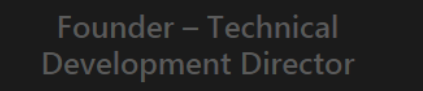 Founder – Technical
Development Director